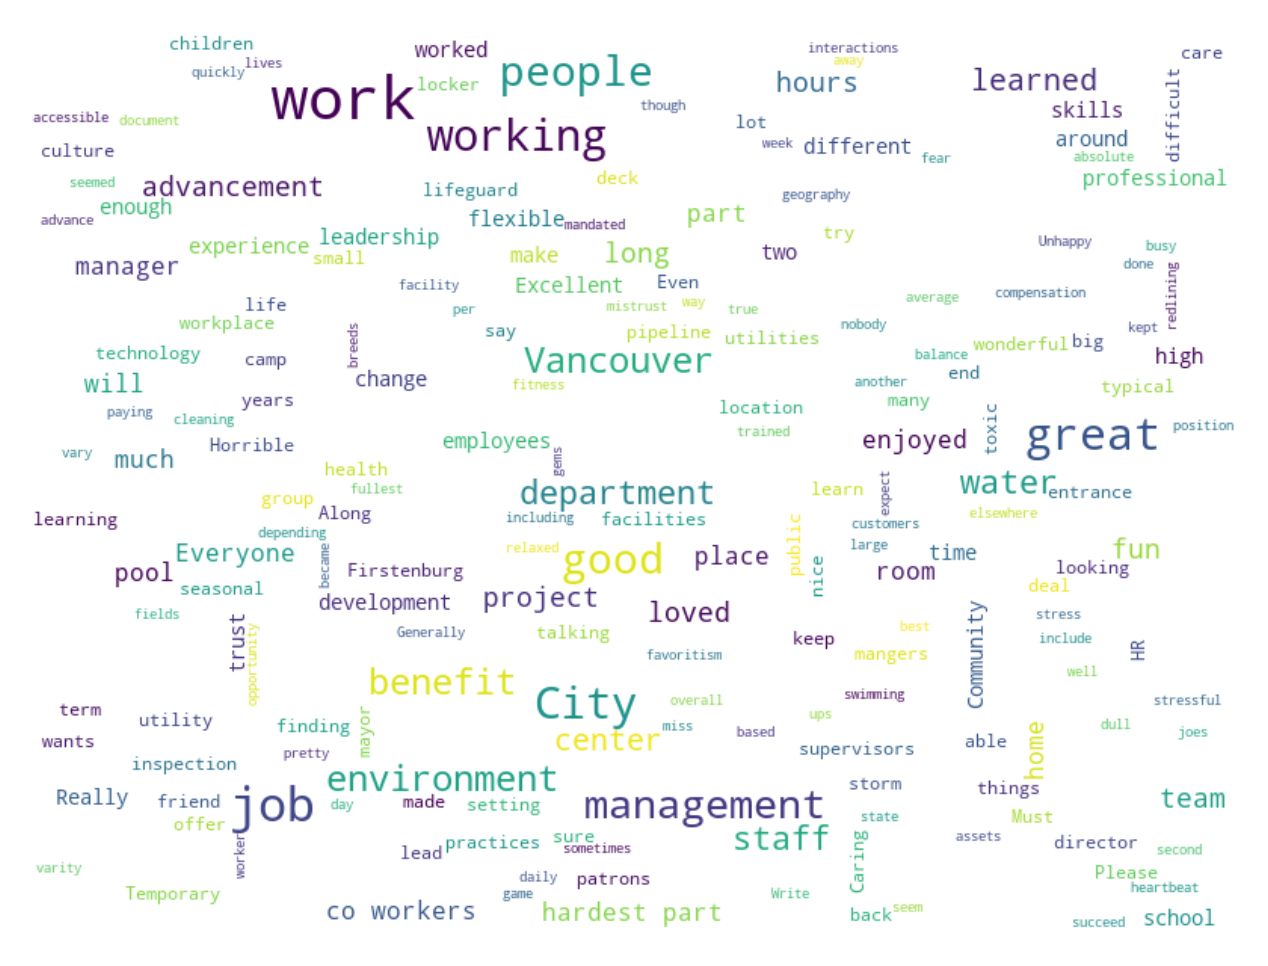 children
worked
interactions
care
quickly
lives
people
away
work
locker
hours
learned
difficult
accessible
document
working
though
lot
skills
culture
week
different
around
fear
absolute
seemed
advancement
lifeguard
deck
geography
professional
enough
advance
flexible
mandated
part
try
experience
leadership
small
make
long
two
Unhappy
busy
manager
facility
Excellent
Even
done
redlining
life
per
mistrust
way
true
average
compensation
workplace
breeds
say
pipeline
utilities
nobody
kept
technology
camp
Vancouver
balance
wonderful
big
high
will
change
fitness
another
end
typical
paying
years
cleaning
location
many
toxic
vary
Horrible
employees
trained
enjoyed
great
position
much
gems
health
fullest
department
learn
expect
water
entrance
group
Along
including
facilities
customers
elsewhere
learning
depending
public
large
Everyone
became
relaxed
good
place
nice
time
fun
pool
Firstenburg
room
looking
seasonal
development
project
loved
deal
fields
trust
opportunity
Generally
talking
keep
best
Community
stress
include
HR
favoritism
mangers
well
benefit
City
overall
swimming
stressful
term
utility
finding
mayor
miss
based
ups
home
dull
joes
wants
pretty
center
supervisors
able
inspection
environment
storm
things
Really
friend
job
day
made
setting
management
team
offer
state
Must
worker
lead
practices
sure
sometimes
staff
Caring
assets
director
second
varity
daily
patrons
Please
Temporary
game
Write
heartbeat
co workers
hardest part
back
seem
succeed
school